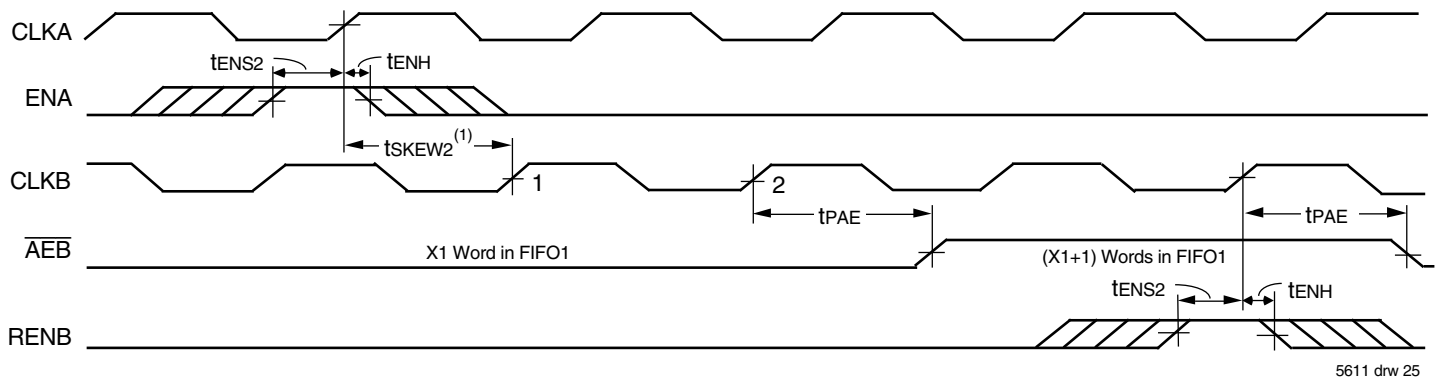 CLKA
tENS2 tENH
ENA
tSKEW2(1)
CLKB 1 2
tPAE tPAE
AEB X1 Word in FIFO1 (X1+1) Words in FIFO1
tENS2 tENH
RENB
5611 drw 25